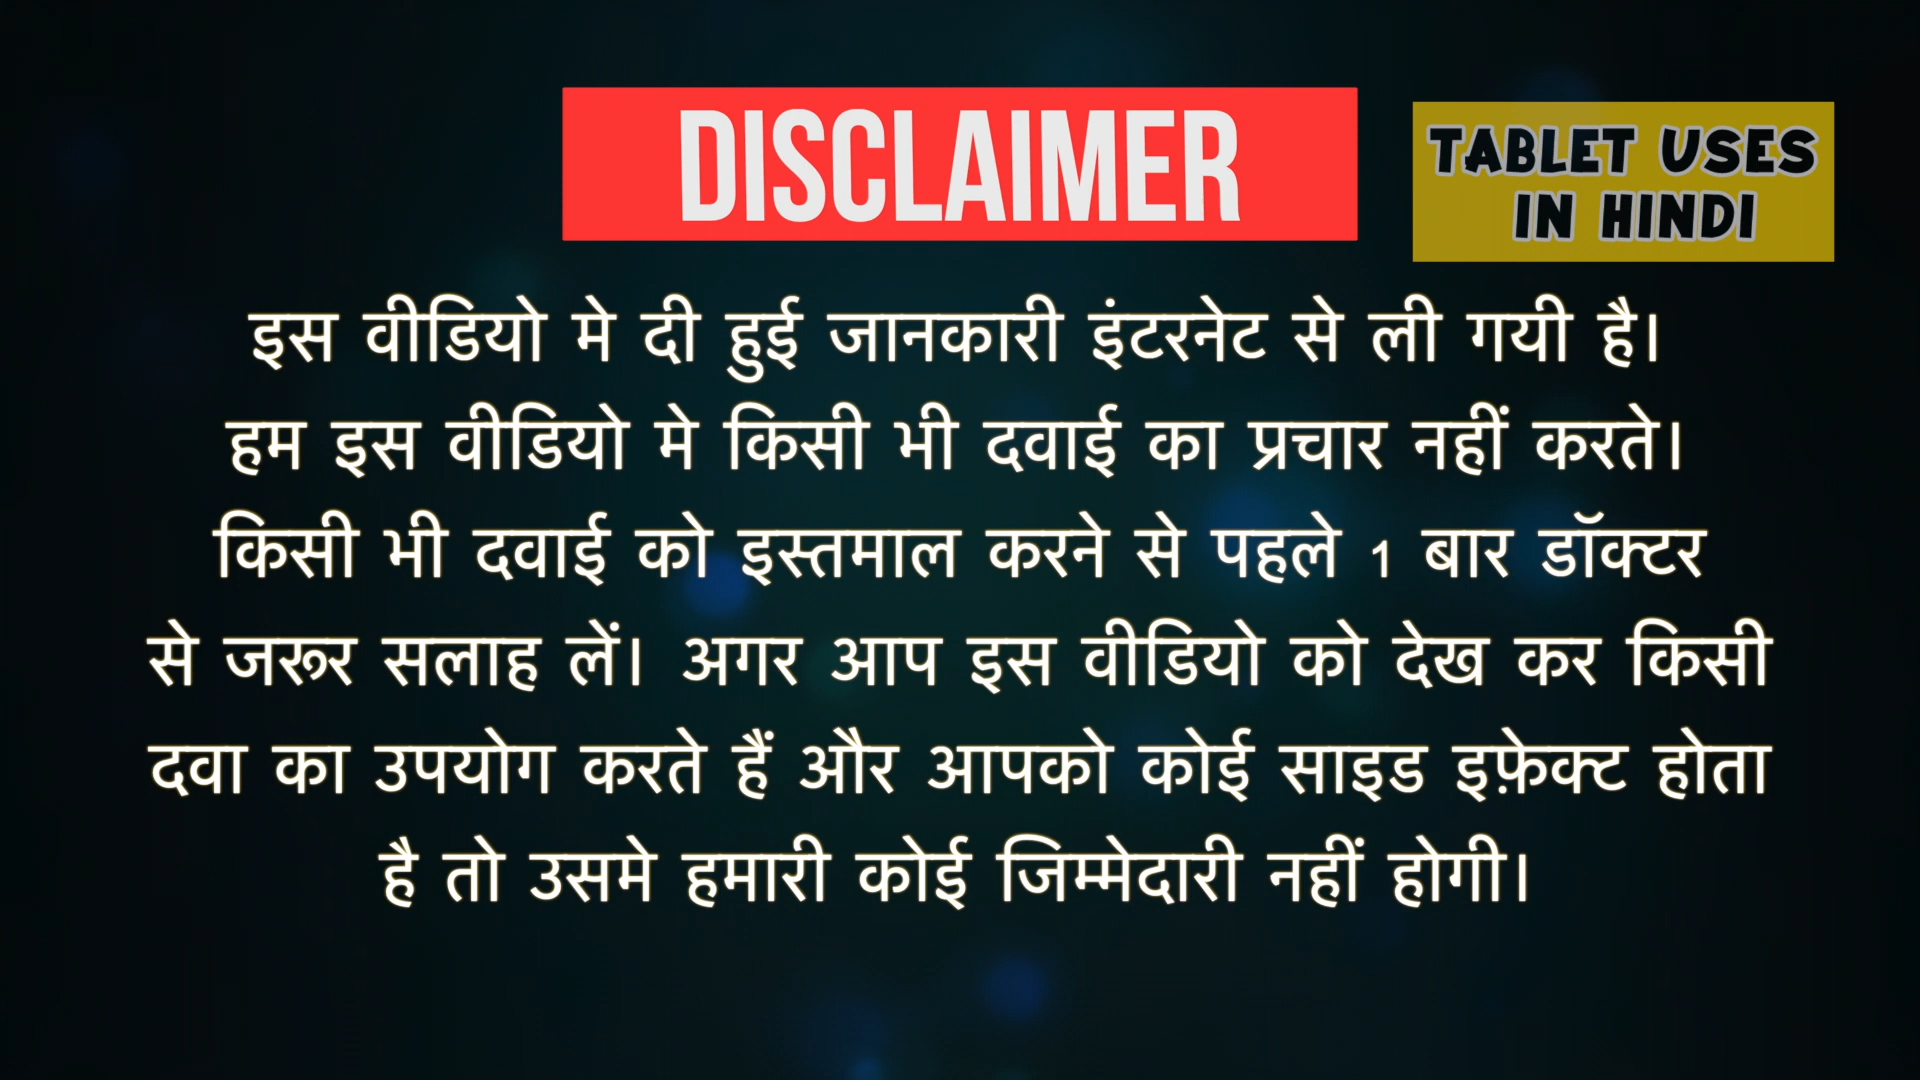 DISCLAIMER
TABLET USES
IN HINDI
इस वीडियो मे दी हुई जानकारी इंटरनेट से ली गयी है।
हम इस वीडियो मे किसी भी दवाई का प्रचार नहीं करते।
किसी भी दवाई को इस्तमाल करने से पहले 1 बार डॉक्टर
से जरूर सलाह लें। अगर आप इस वीडियो को देख कर किसी
दवा का उपयोग करते हैं और आपको कोई साइड इफ़ेक्ट होता
है तो उसमे हमारी कोई जिम्मेदारी नहीं होगी।